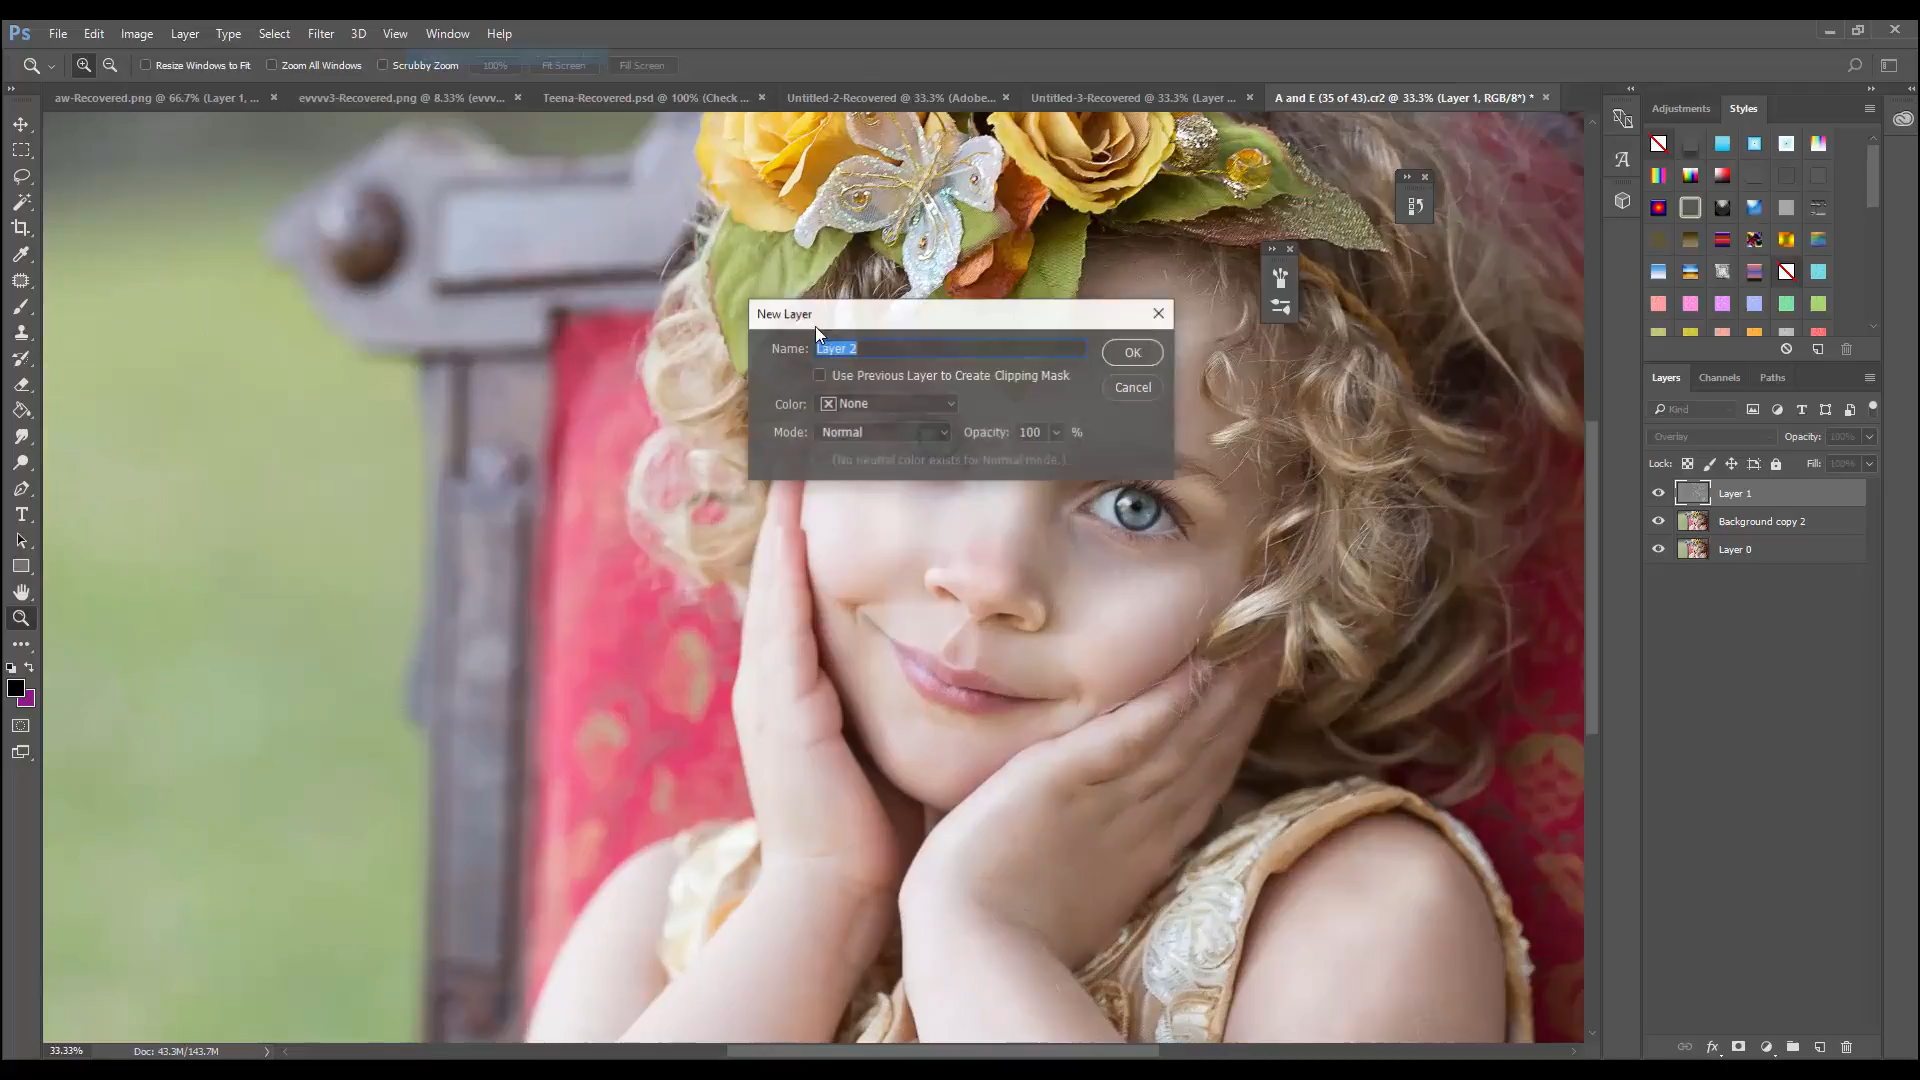 Ps File Edit Image Layer Type Select Filter 3D View Window Help
Resize Windows to Fit Zoom All Windows Scrubby Zoom 100% Fit Screen Fill Screen
aw-Recovered.png @ 66.7% (Layer 1, ... evvvv3-Recovered.png @ 8.33% (evvv... Teena-Recovered.psd @ 100% (Check ... Untitled-2-Recovered @ 33.3% (Adobe... Untitled-3-Recovered @ 33.3% (Layer ... A and E (35 of 43).cr2 @ 33.3% (Layer 1, RGB/8*) *
Adjustments Styles
New Layer
Name: Layer 2
OK
Use Previous Layer to Create Clipping Mask
Cancel
Color: None
Mode: Normal Opacity: 100 %
(No neutral color exists for Normal mode.)
Layers Channels Paths
Kind
Overlay Opacity: 100%
Lock: Fill: 100%
Layer 1
Background copy 2
Layer 0
33.33% Doc: 43.3M/143.7M